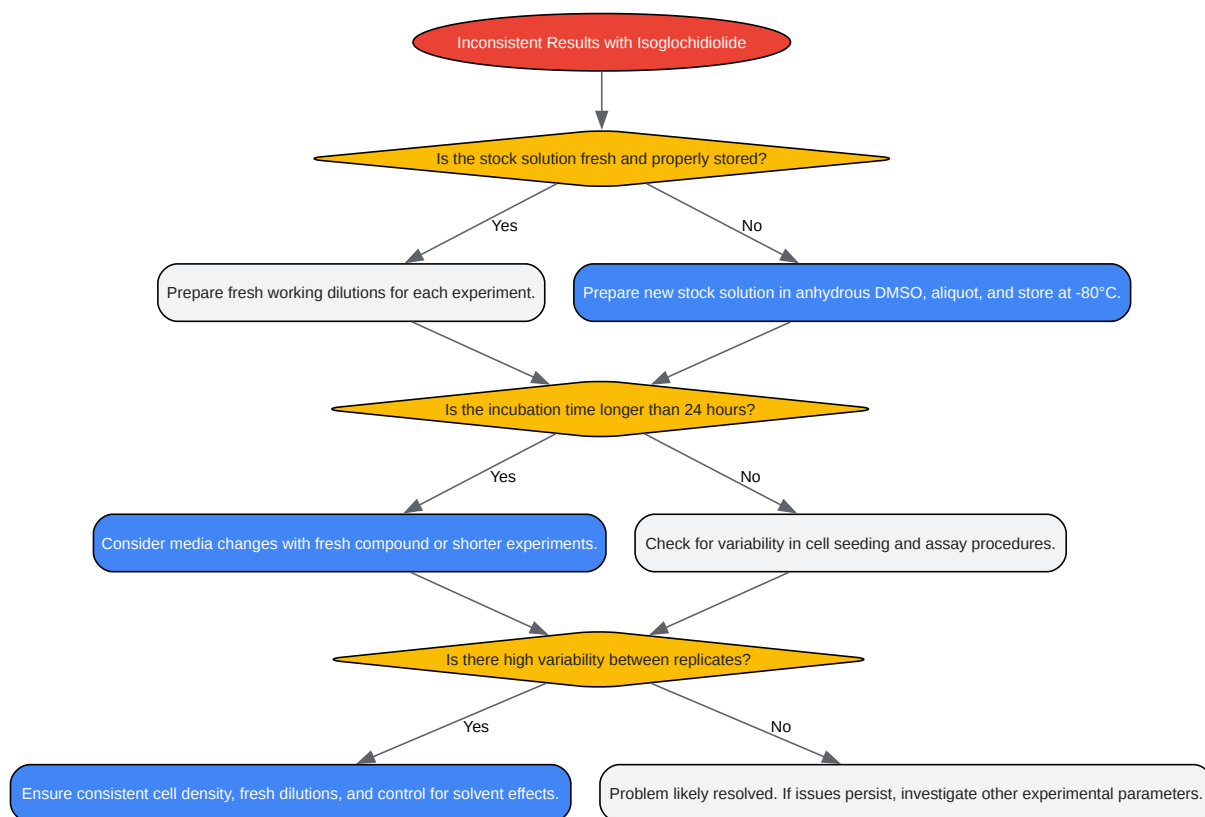 Inconsistent Results with Isoglochidiolide
Is the stock solution fresh and properly stored?
Yes
No
Prepare fresh working dilutions for each experiment.
Prepare new stock solution in anhydrous DMSO, aliquot, and store at -80°C.
Is the incubation time longer than 24 hours?
Yes
No
Consider media changes with fresh compound or shorter experiments.
Check for variability in cell seeding and assay procedures.
Is there high variability between replicates?
Yes
No
Ensure consistent cell density, fresh dilutions, and control for solvent effects.
Problem likely resolved. If issues persist, investigate other experimental parameters.